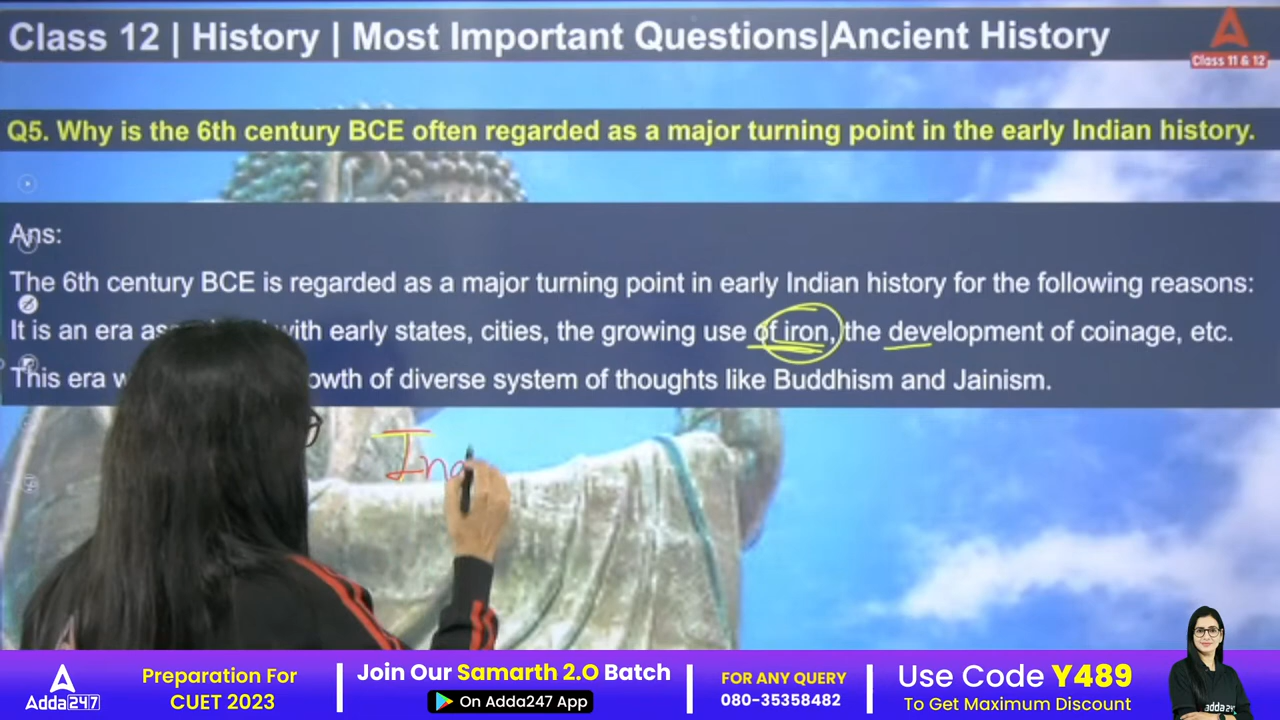 Class 12 | History | Most Important Questions|Ancient History
Class 11 & 12
Q5. Why is the 6th century BCE often regarded as a major turning point in the early Indian history.
Ans:
The 6th century BCE is regarded as a major turning point in early Indian history for the following reasons:
It is an era with early states, cities, the growing use of iron, the development of coinage, etc.
This era of diverse system of thoughts like Buddhism and Jainism.
Preparation For
CUET 2023
Adda247
Join Our Samarth 2.O Batch
On Adda247 App
FOR ANY QUERY
080-35358482
Use Code Y489
To Get Maximum Discount